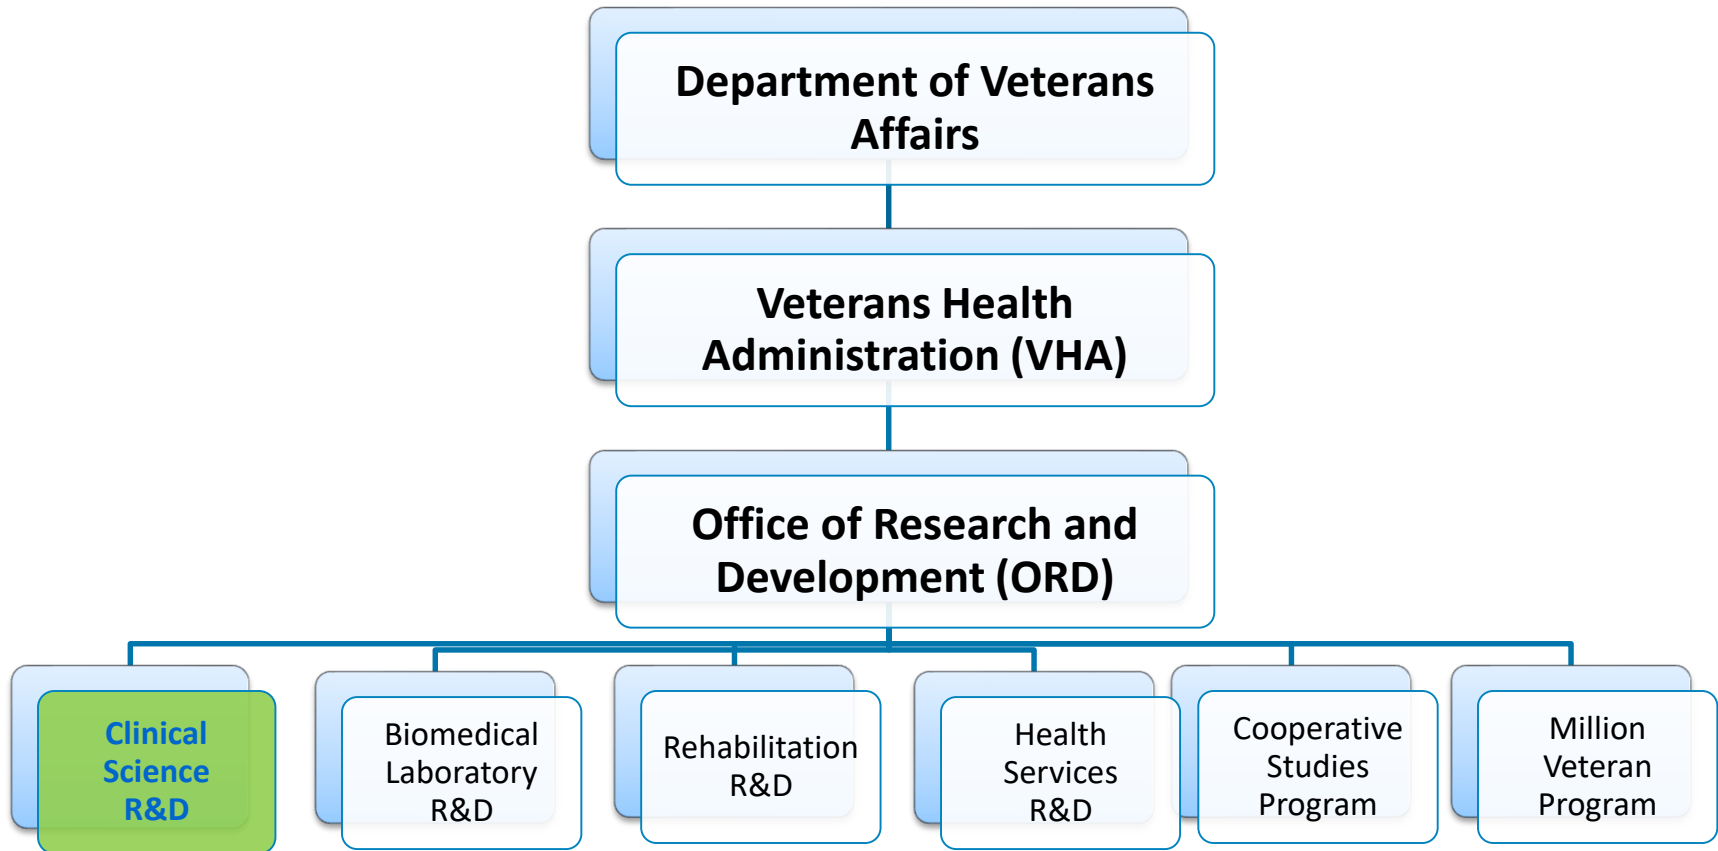 Department of Veterans
Affairs
Veterans Health
Administration (VHA)
Office of Research and
Development (ORD)
Clinical
Science
R&D
Biomedical
Laboratory
R&D
Rehabilitation
R&D
Health
Services
R&D
Cooperative
Studies
Program
Million
Veteran
Program